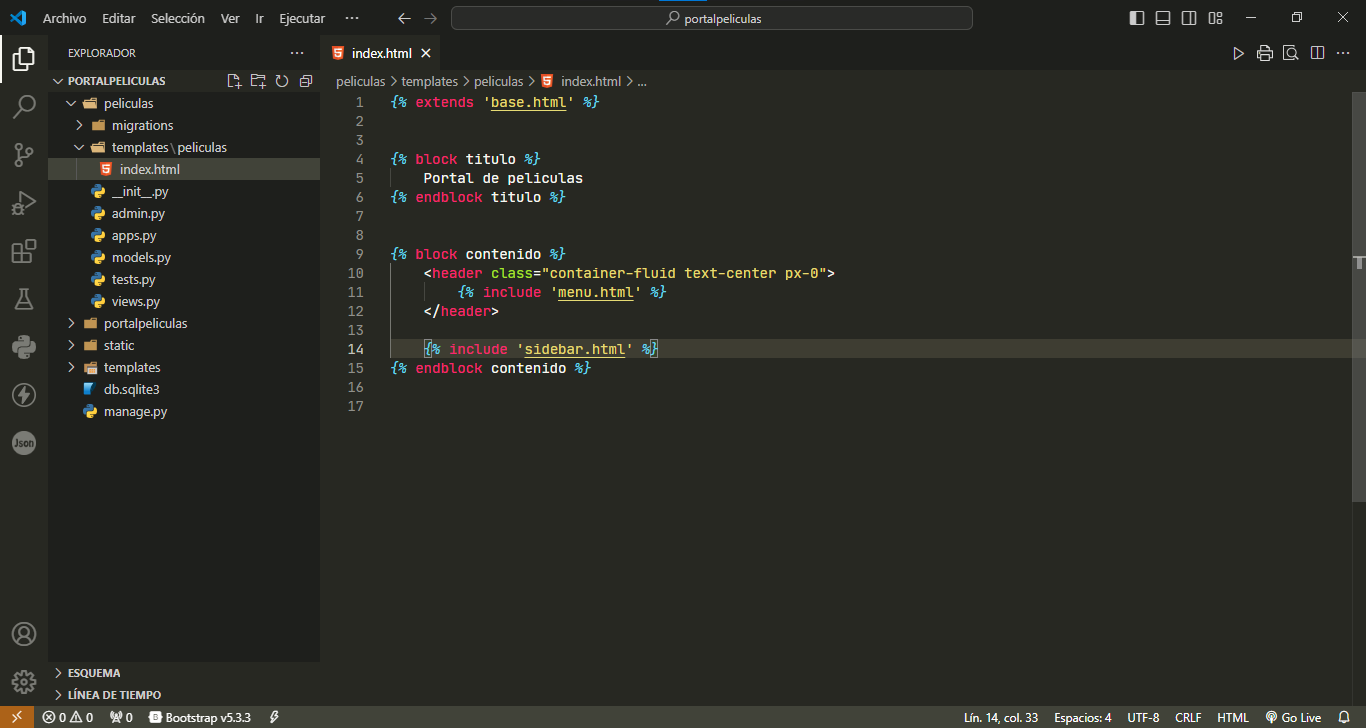 Archivo Editar Selección Ver Ir Ejecutar ··· portalpeliculas
EXPLORADOR ···
PORTALPELICULAS
peliculas
migrations
templates\peliculas
index.html
__init__.py
admin.py
apps.py
models.py
tests.py
views.py
portalpeliculas
static
templates
db.sqlite3
manage.py
ESQUEMA
LÍNEA DE TIEMPO
Json
index.html
peliculas > templates > peliculas > index.html > ...
1 {% extends 'base.html' %}
2
3
4 {% block titulo %}
5     Portal de peliculas
6 {% endblock titulo %}
7
8
9 {% block contenido %}
10     <header class="container-fluid text-center px-0">
11         {% include 'menu.html' %}
12     </header>
13
14     {% include 'sidebar.html' %}
15 {% endblock contenido %}
16
17
0 0 0 Bootstrap v5.3.3 Lín. 14, col. 33 Espacios: 4 UTF-8 CRLF HTML Go Live